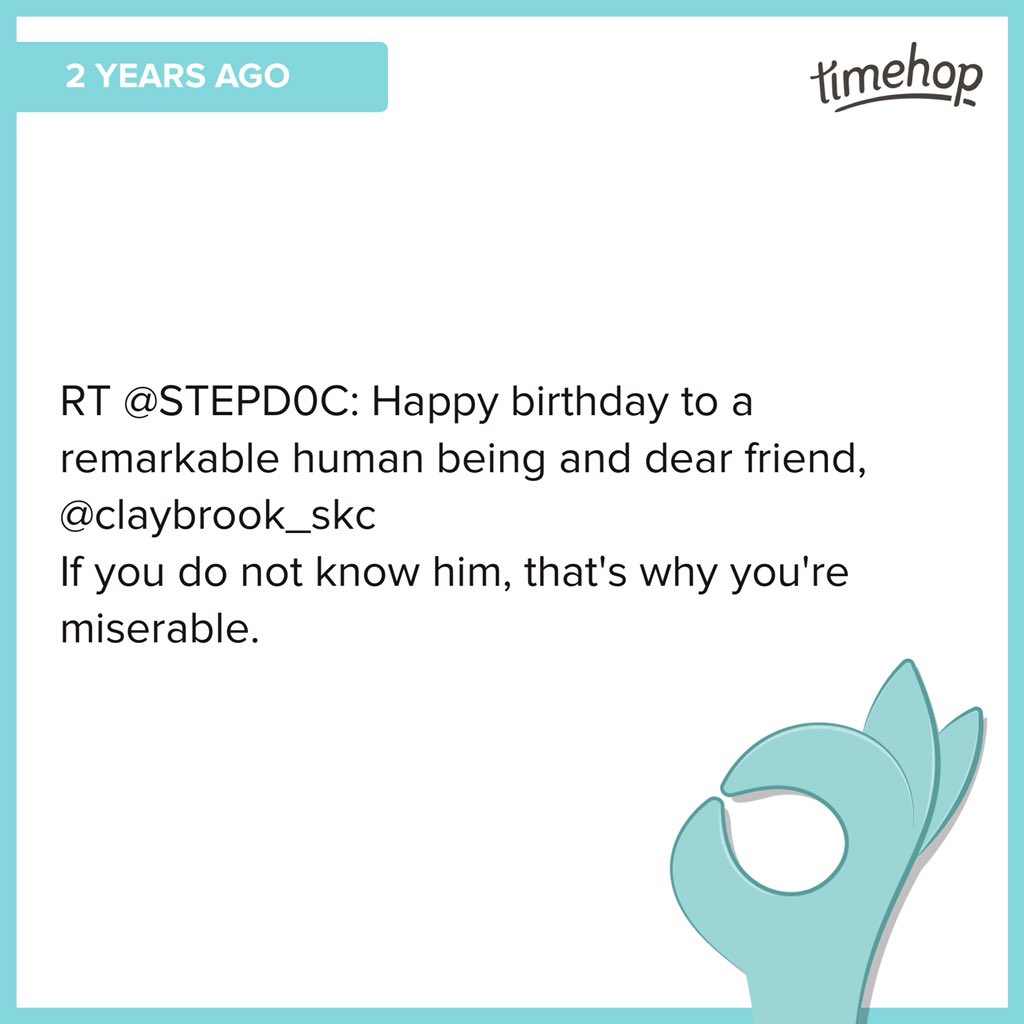 2 YEARS AGO
timehop
RT @STEPD0C: Happy birthday to a
remarkable human being and dear friend,
@claybrook_skc
If you do not know him, that's why you're
miserable.